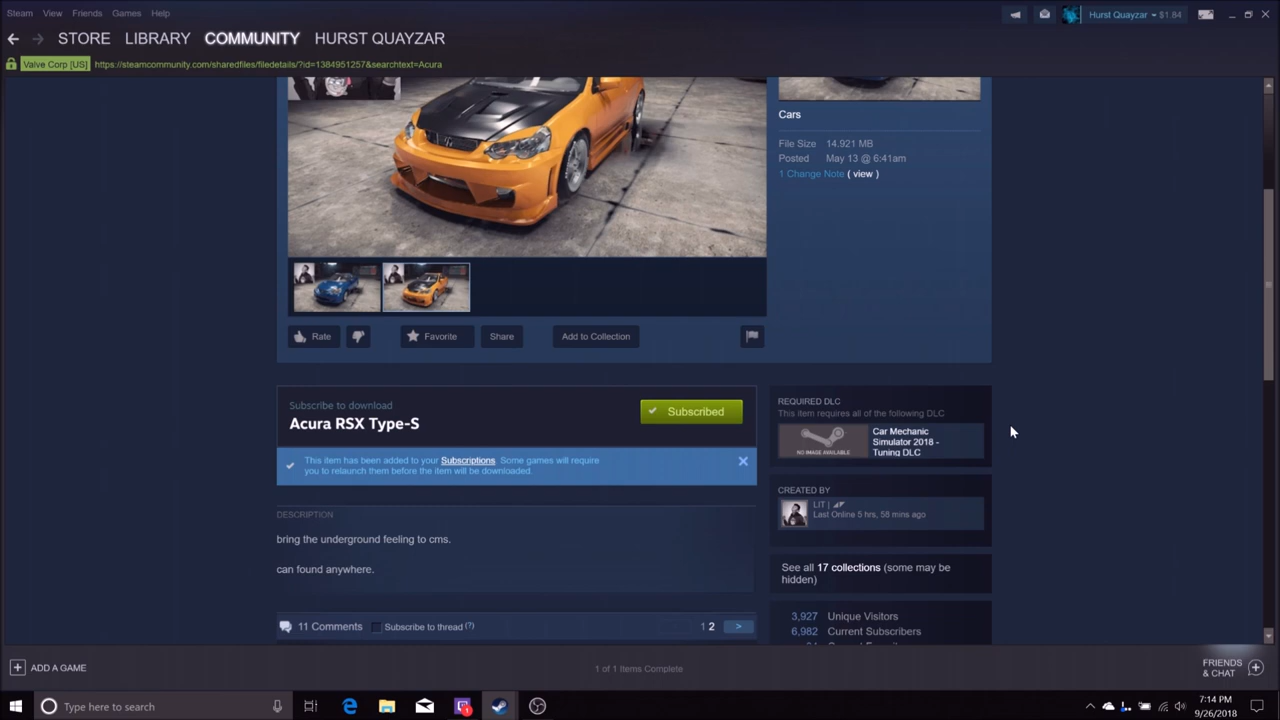 Steam View Friends Games Help
Hurst Quayzar $1.84
STORE LIBRARY COMMUNITY HURST QUAYZAR
Valve Corp [US] https://steamcommunity.com/sharedfiles/filedetails/?id=1384951257&searchtext=Acura
Cars
File Size 14.921 MB
Posted May 13 @ 6:41am
1 Change Note ( view )
Rate
Favorite
Share
Add to Collection
Subscribe to download
Acura RSX Type-S
Subscribed
This item has been added to your Subscriptions. Some games will require
you to relaunch them before the item will be downloaded.
DESCRIPTION
bring the underground feeling to cms.
can found anywhere.
11 Comments
Subscribe to thread (?)
1 2 >
REQUIRED DLC
This item requires all of the following DLC
NO IMAGE AVAILABLE
Car Mechanic
Simulator 2018 -
Tuning DLC
CREATED BY
LIT |
Last Online 5 hrs, 58 mins ago
See all 17 collections (some may be
hidden)
3,927 Unique Visitors
6,982 Current Subscribers
ADD A GAME
1 of 1 Items Complete
FRIENDS
& CHAT
Type here to search
1
7:14 PM
9/26/2018